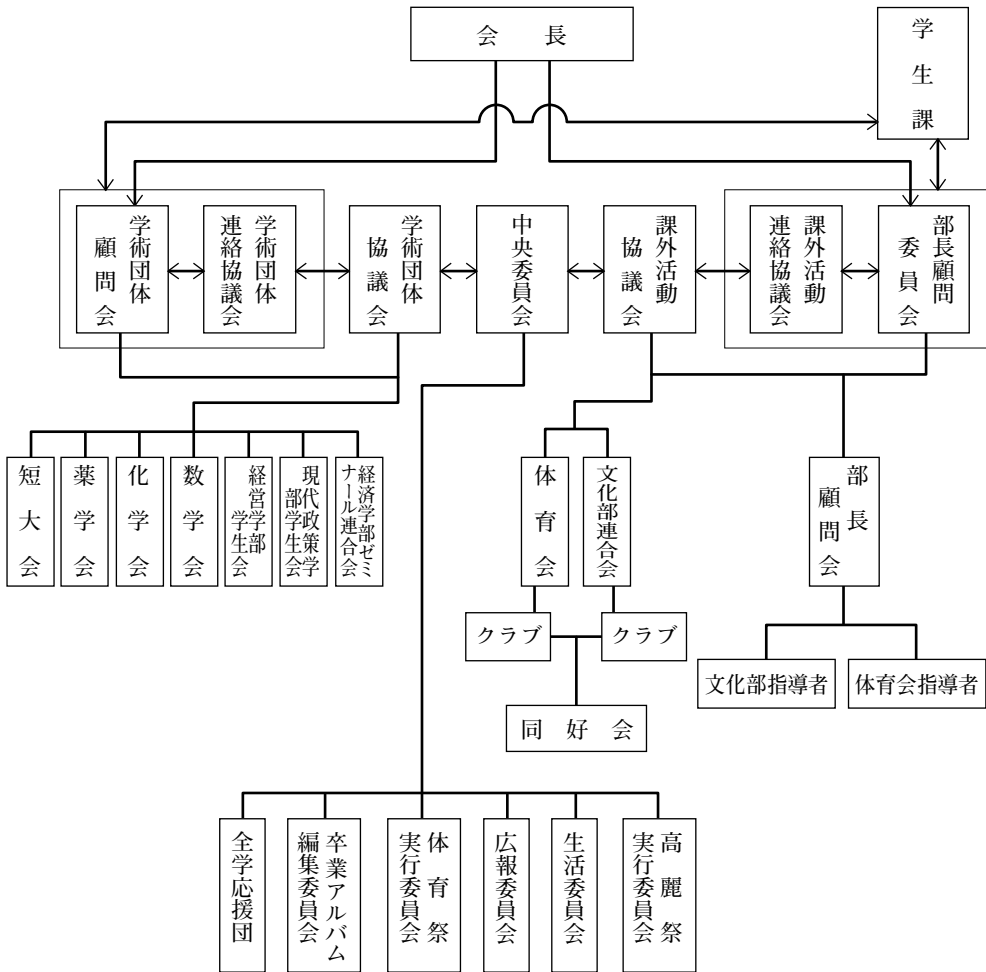 会長
学生課
学術団体
顧問会
学術団体
連絡協議会
学術団体
協議会
中央委員会
課外活動
協議会
課外活動
連絡協議会
部長顧問
委員会
短大会
薬学会
化学会
数学会
経営学部
学生会
現代政策学
部学生会
経済学部ゼミ
ナール連合会
体育会
文化部連合会
部長
顧問会
クラブ
クラブ
文化部指導者
体育会指導者
同好会
全学応援団
卒業アルバム
編集委員会
体育祭
実行委員会
広報委員会
生活委員会
高麗祭
実行委員会